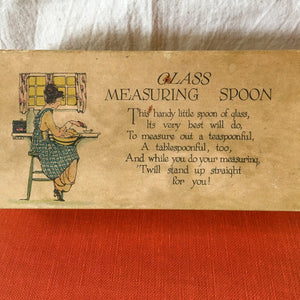 GLASS
MEASURING SPOON
This handy little spoon of glass,
Its very best will do,
To measure out a teaspoonful,
A tablespoonful, too,
And while you do your measuring,
'Twill stand up straight
for you!